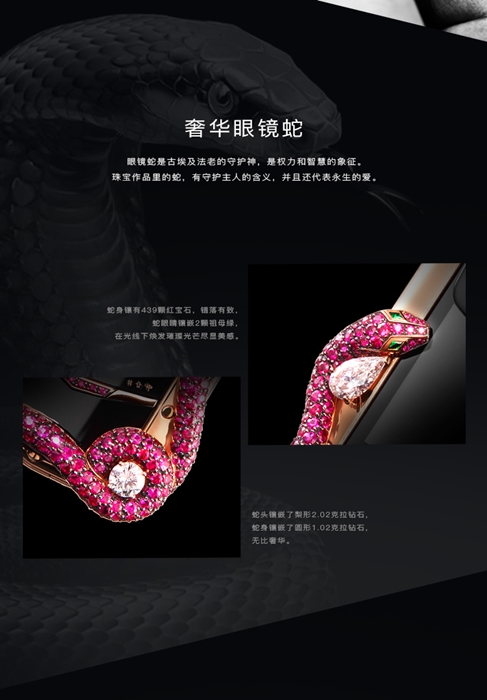 奢华眼镜蛇
眼镜蛇是古埃及法老的守护神，是权力和智慧的象征。
珠宝作品里的蛇，有守护主人的含义，并且还代表永生的爱。
蛇身镶有439颗红宝石，错落有致，
蛇眼睛镶嵌2颗祖母绿，
在光线下焕发璀璨光芒尽显美感。
蛇头镶嵌了梨形2.02克拉钻石，
蛇身镶嵌了圆形1.02克拉钻石，
无比奢华。